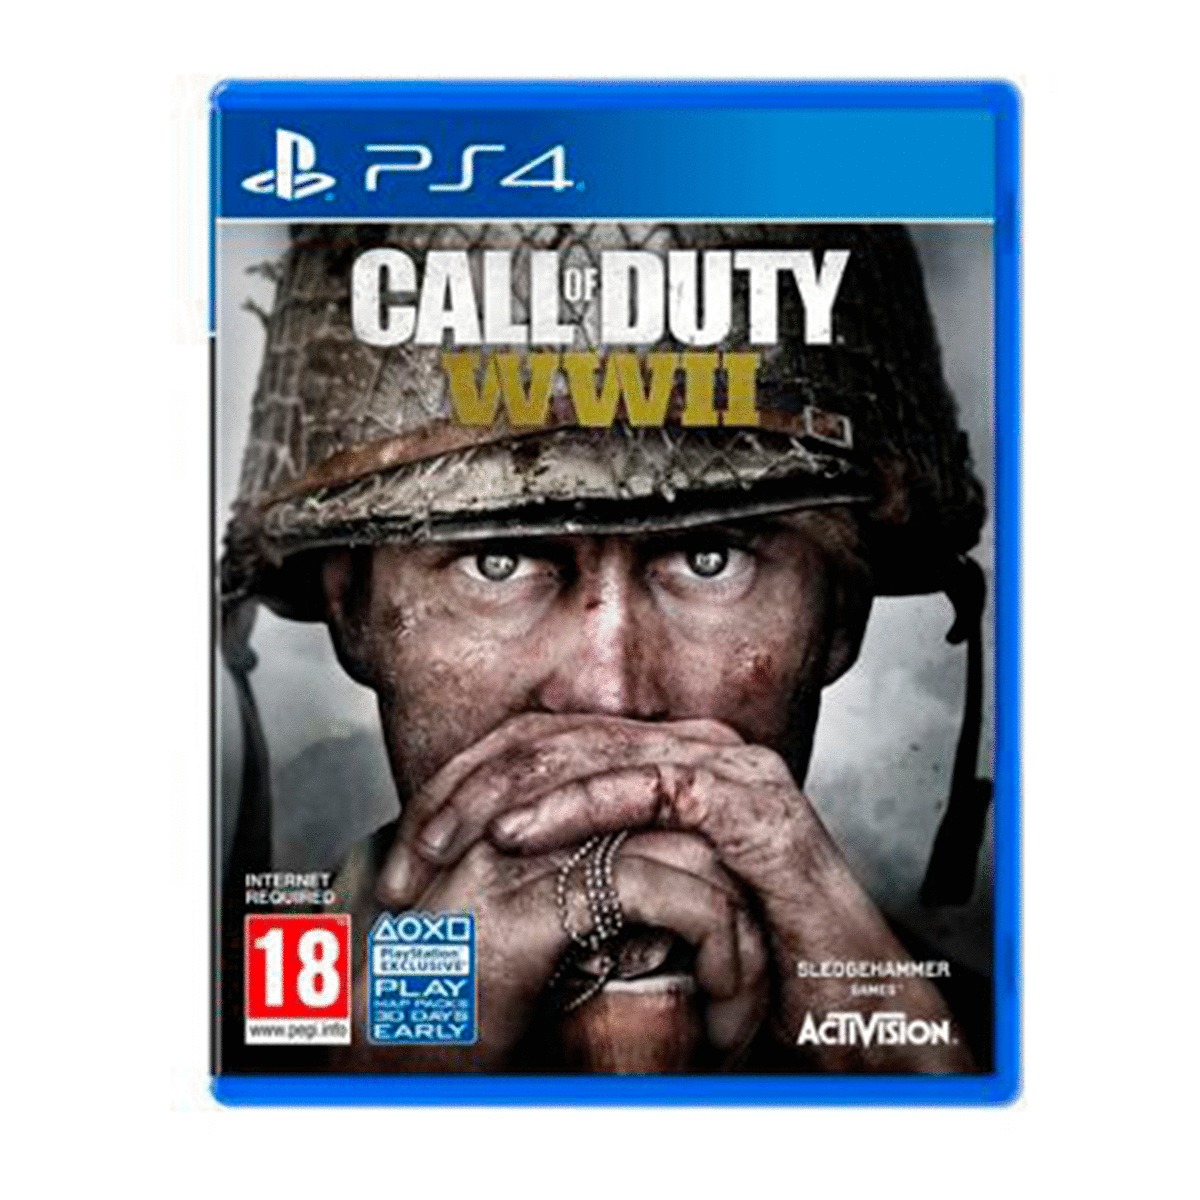 PS4
CALL OF DUTY
WWII
INTERNET
REQUIRED
18
www.pegi.info
PlayStation
EXCLUSIVE
PLAY
MAP PACKS
30 DAYS
EARLY
SLEDGEHAMMER
GAMES
ACTIVISION